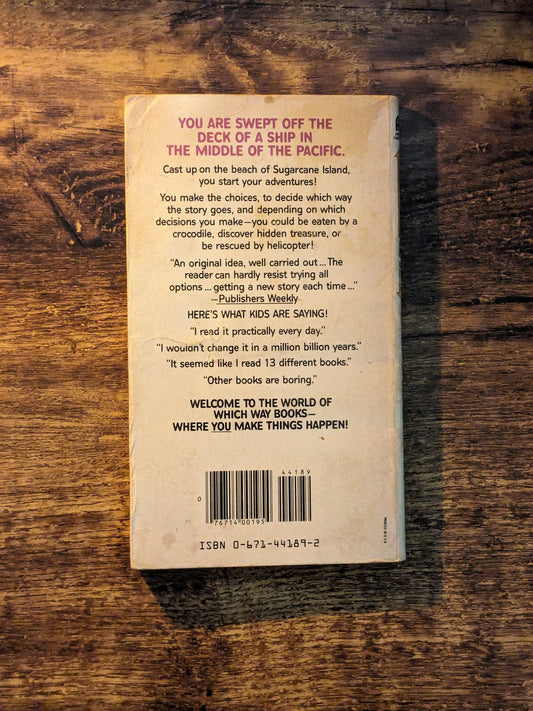 YOU ARE SWEPT OFF THE
DECK OF A SHIP IN
THE MIDDLE OF THE PACIFIC.
Cast up on the beach of Sugarcane Island,
you start your adventures!
You make the choices, to decide which way
the story goes, and depending on which
decisions you make—you could be eaten by a
crocodile, discover hidden treasure, or
be rescued by helicopter!
"An original idea, well carried out...The
reader can hardly resist trying all
options...getting a new story each time..."
—Publishers Weekly
HERE'S WHAT KIDS ARE SAYING!
"I read it practically every day."
"I wouldn't change it in a million billion years."
"It seemed like I read 13 different books."
"Other books are boring."
WELCOME TO THE WORLD OF
WHICH WAY BOOKS—
WHERE YOU MAKE THINGS HAPPEN!
44189
0
76714 00195
ISBN 0-671-44189-2